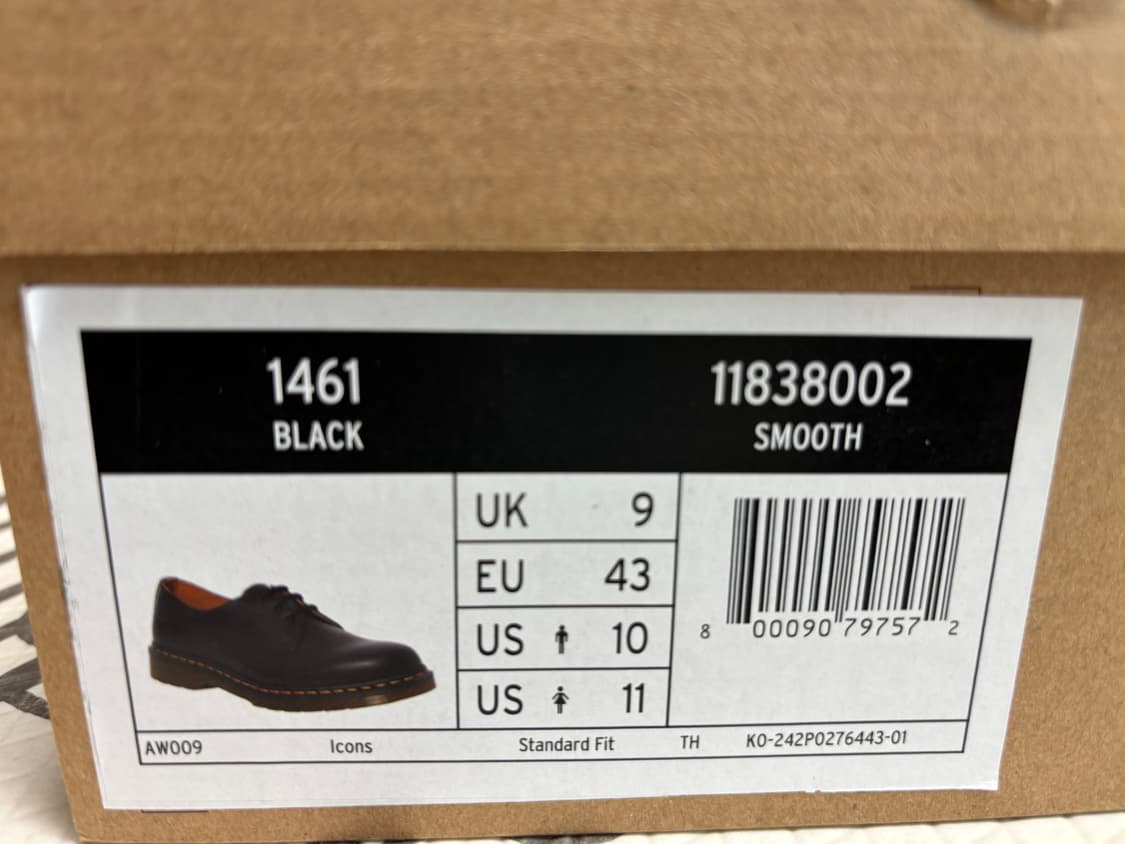 1461
BLACK
11838002
SMOOTH
UK 9
EU 43
US 10
US 11
8 00090 79757 2
AW009 Icons Standard Fit TH KO-242P0276443-01